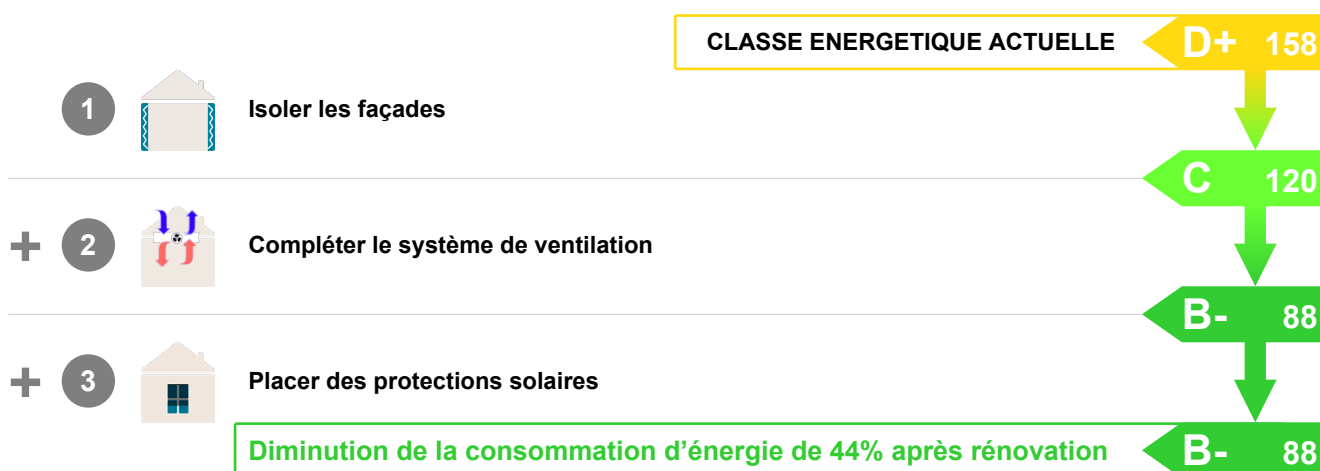 CLASSE ENERGETIQUE ACTUELLE D+ 158
1 Isoler les façades
C 120
+ 2 Compléter le système de ventilation
B- 88
+ 3 Placer des protections solaires
Diminution de la consommation d’énergie de 44% après rénovation B- 88